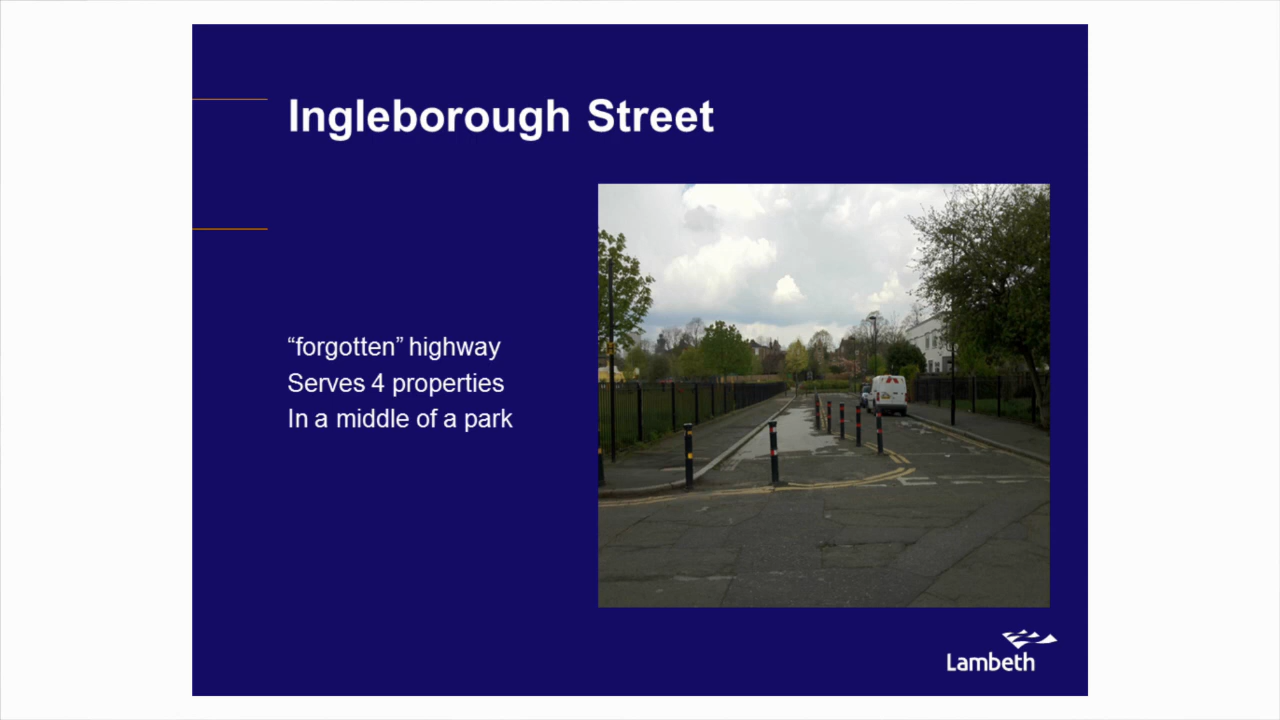 Ingleborough Street
“forgotten” highway
Serves 4 properties
In a middle of a park
Lambeth